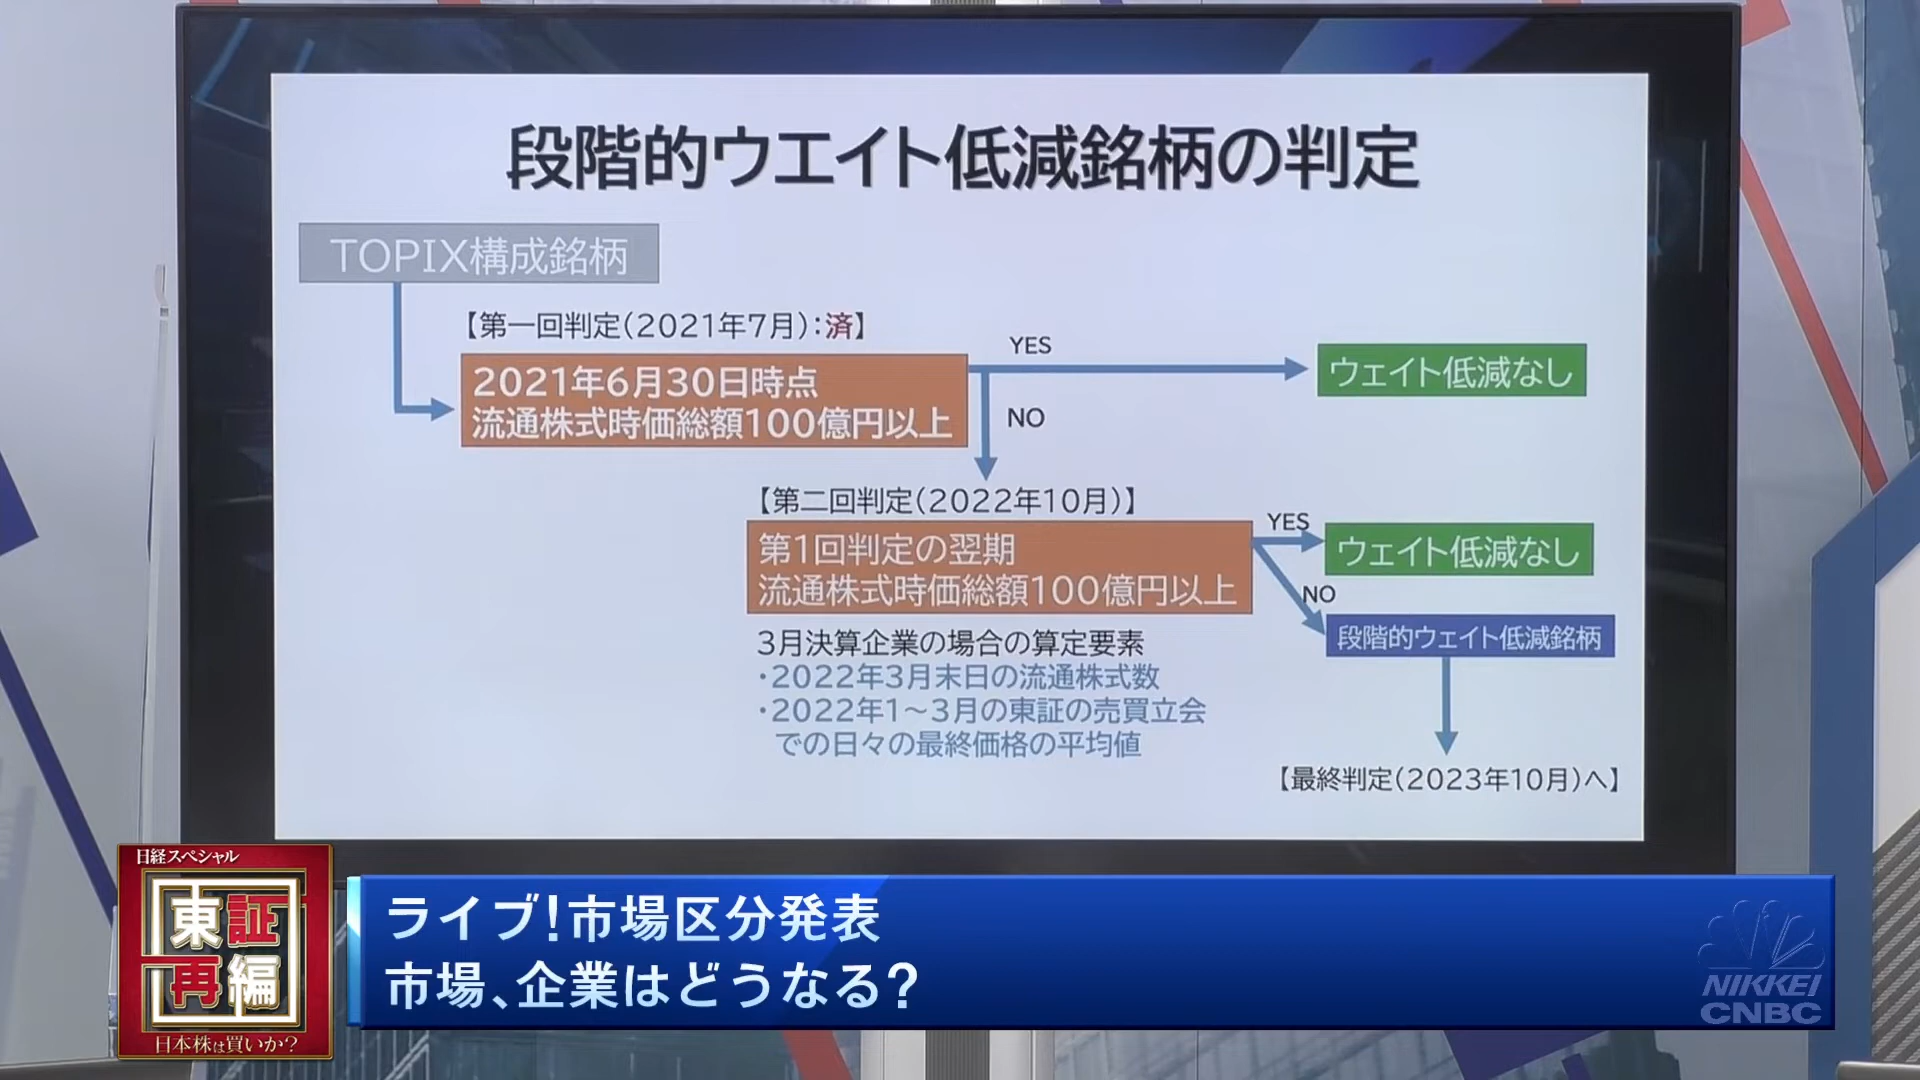 段階的ウエイト低減銘柄の判定
TOPIX構成銘柄
【第一回判定(2021年7月):済】
2021年6月30日時点
流通株式時価総額100億円以上
YES
ウェイト低減なし
NO
【第二回判定(2022年10月)】
第1回判定の翌期
流通株式時価総額100億円以上
YES
ウェイト低減なし
NO
段階的ウェイト低減銘柄
3月決算企業の場合の算定要素
・2022年3月末日の流通株式数
・2022年1～3月の東証の売買立会
での日々の最終価格の平均値
【最終判定(2023年10月)へ】
日経スペシャル
東証
再編
日本株は買いか?
ライブ!市場区分発表
市場、企業はどうなる?
NIKKEI
CNBC